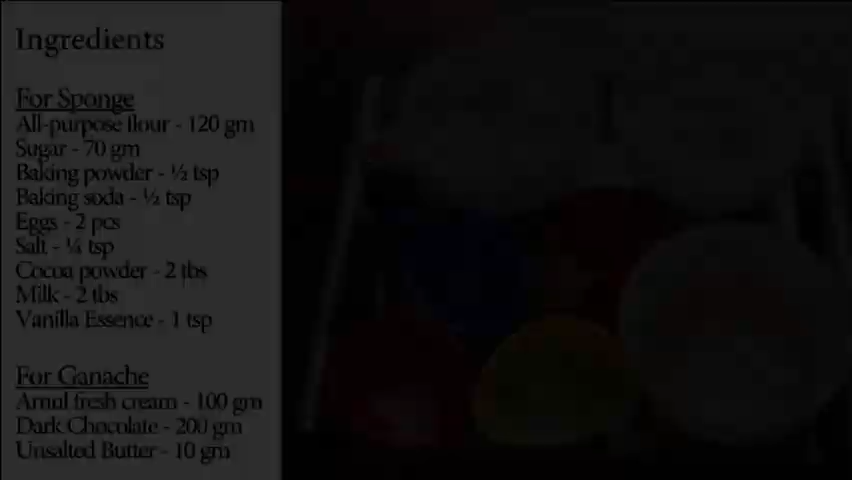 Ingredients
For Sponge
All-purpose flour - 120 gm
Sugar - 70 gm
Baking powder - ½ tsp
Baking soda - ½ tsp
Eggs - 2 pcs
Salt - ¼ tsp
Cocoa powder - 2 tbs
Milk - 2 tbs
Vanilla Essence - 1 tsp
For Ganache
Amul fresh cream - 100 gm
Dark Chocolate - 200 gm
Unsalted Butter - 10 gm